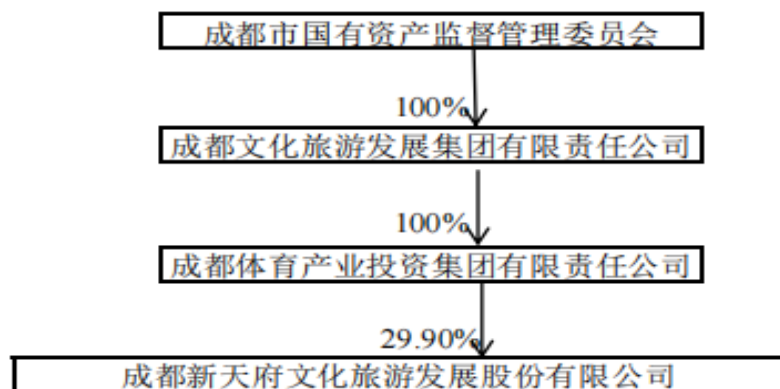 成都市国有资产监督管理委员会
100%
成都文化旅游发展集团有限责任公司
100%
成都体育产业投资集团有限责任公司
29.90%
成都新天府文化旅游发展股份有限公司